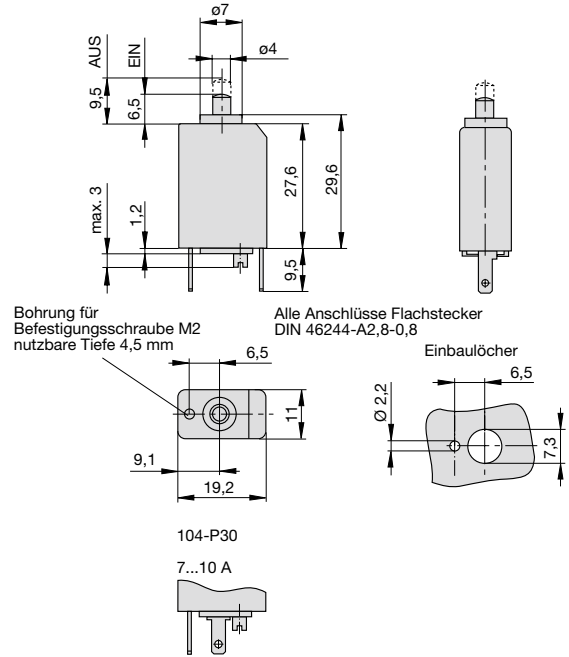 ø7
ø4
AUS
EIN
9,5
6,5
max. 3
1,2
27,6
29,6
9,5
Bohrung für
Befestigungsschraube M2
nutzbare Tiefe 4,5 mm
Alle Anschlüsse Flachstecker
DIN 46244-A2,8-0,8
Einbaulöcher
6,5
11
9,1
19,2
6,5
Ø 2,2
7,3
104-P30
7...10 A